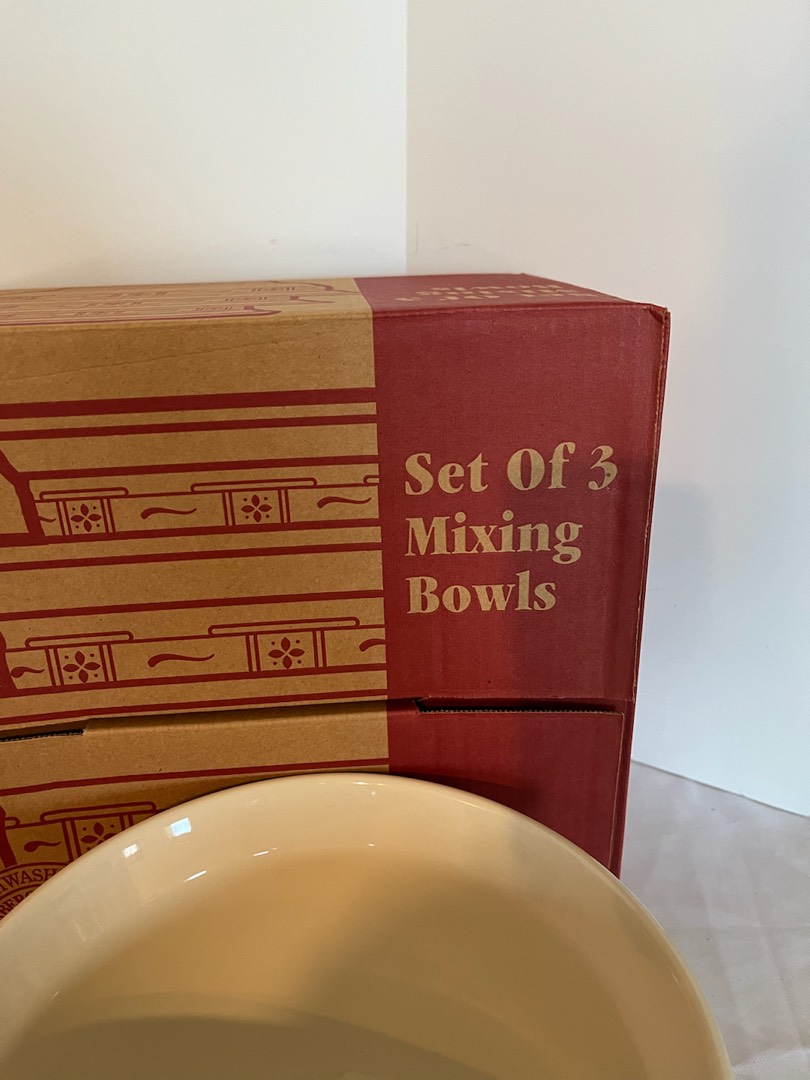 Set Of 3
Mixing
Bowls